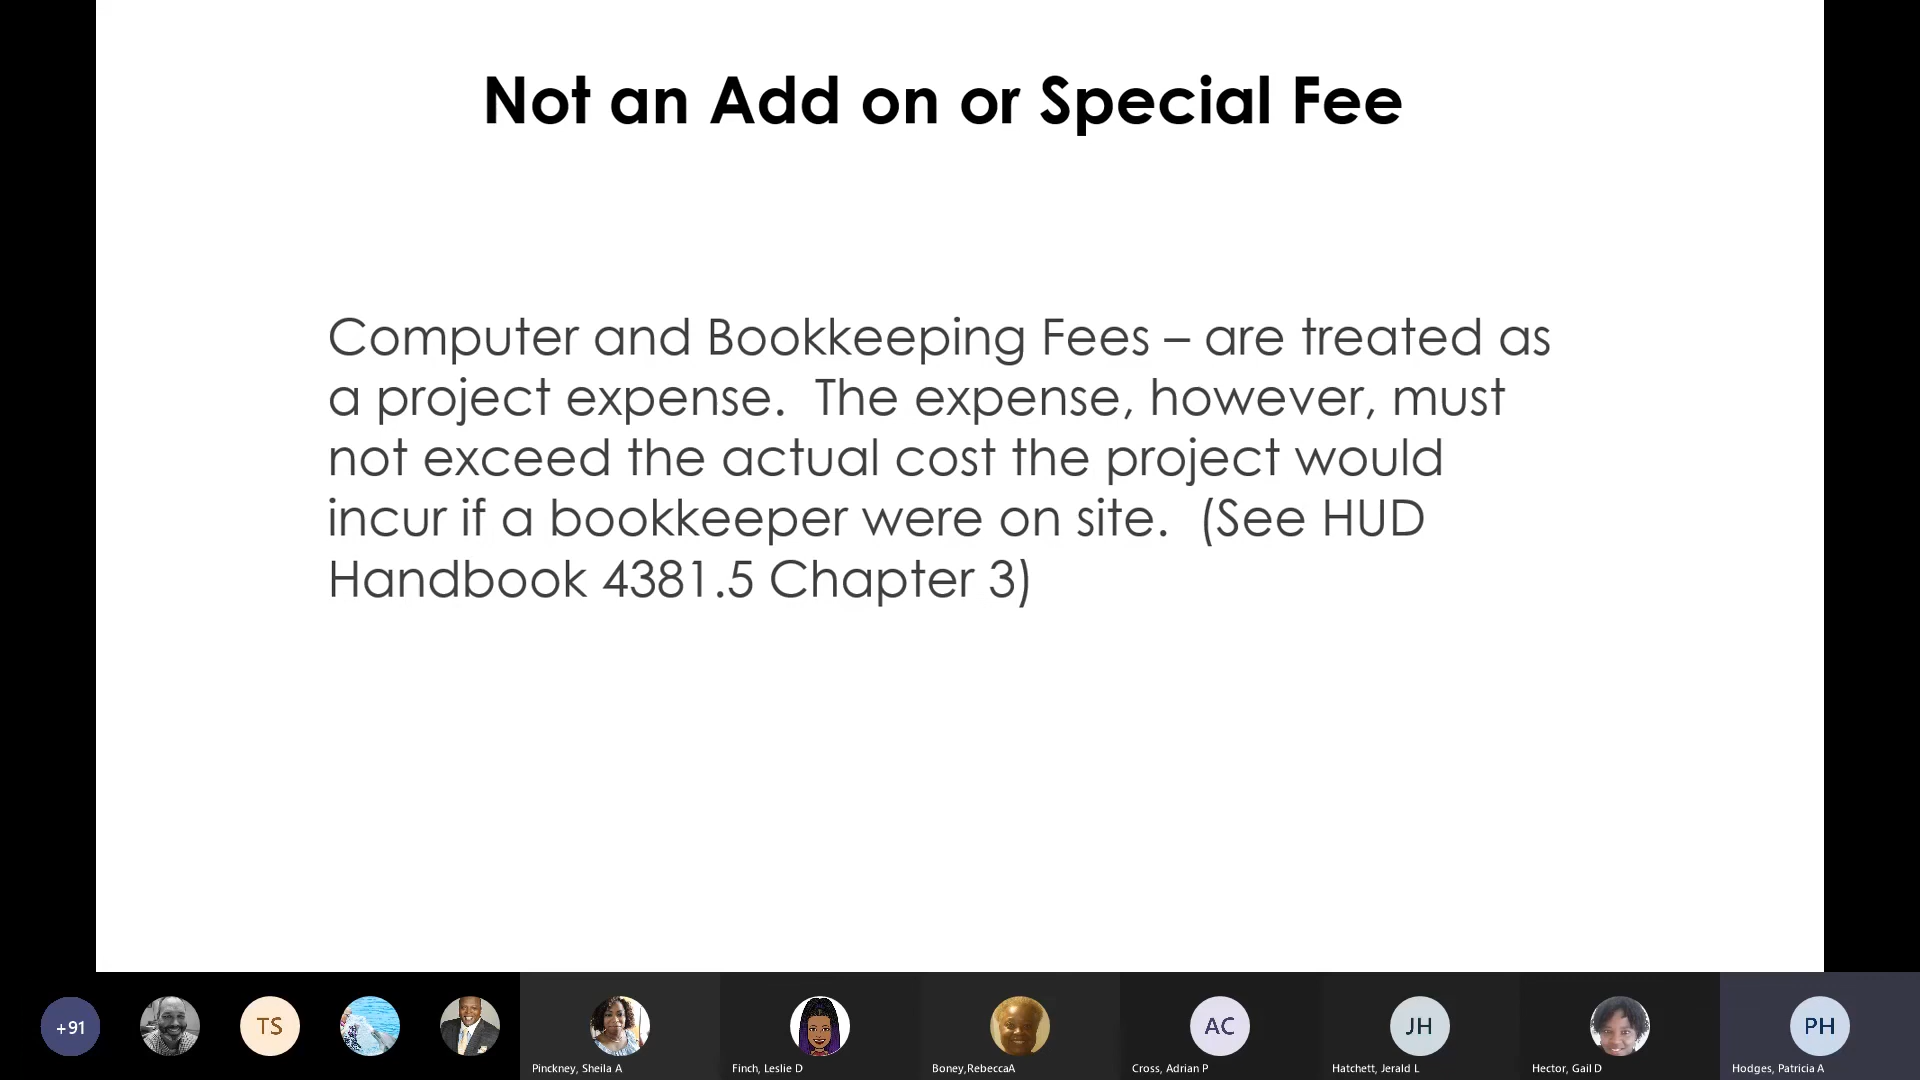 Not an Add on or Special Fee
Computer and Bookkeeping Fees – are treated as
a project expense.  The expense, however, must
not exceed the actual cost the project would
incur if a bookkeeper were on site.  (See HUD
Handbook 4381.5 Chapter 3)
+91
TS
AC
JH
PH
Pinckney, Sheila A
Finch, Leslie D
Boney,RebeccaA
Cross, Adrian P
Hatchett, Jerald L
Hector, Gail D
Hodges, Patricia A